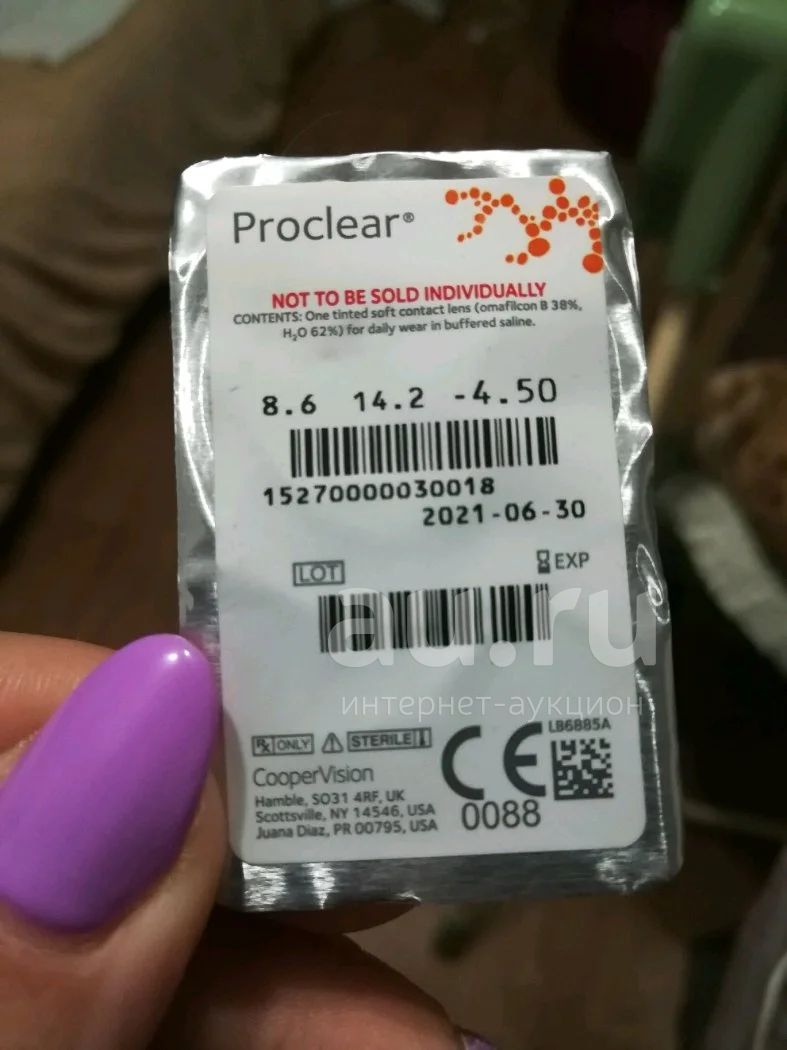 Proclear®
NOT TO BE SOLD INDIVIDUALLY
CONTENTS: One tinted soft contact lens (omafilcon B 38%,
H₂O 62%) for daily wear in buffered saline.
8.6 14.2 -4.50
15270000030018
2021-06-30
EXP
LOT
au.ru
интернет-аукцион
LB6885A
Rx ONLY STERILE
CE
CooperVision
Hamble, SO31 4RF, UK
Scottsville, NY 14546, USA
Juana Diaz, PR 00795, USA
0088